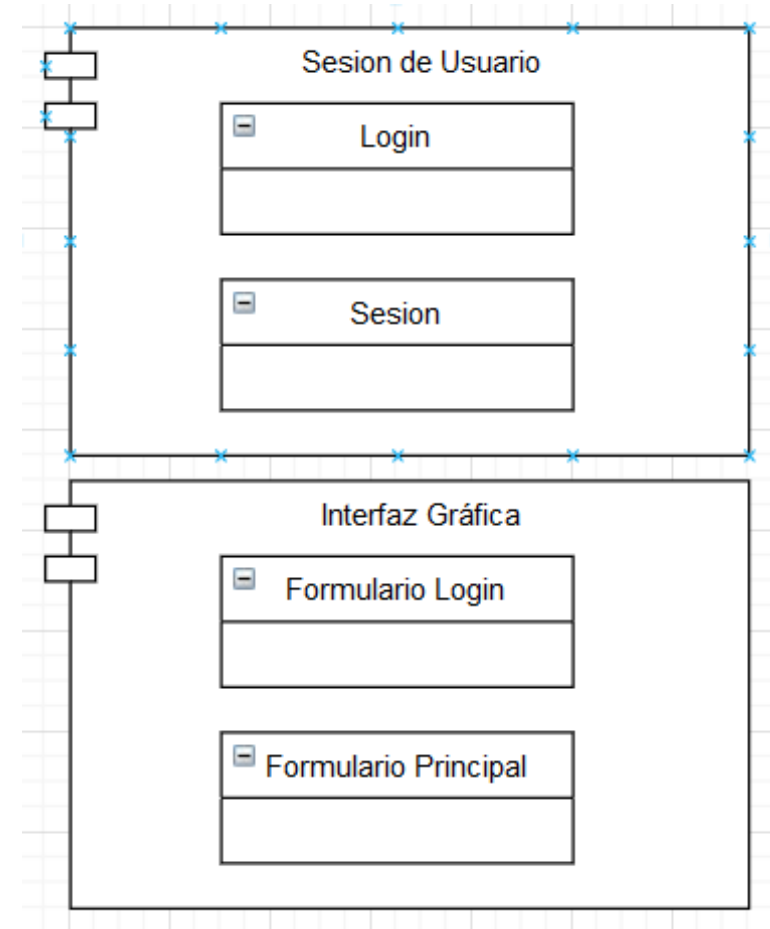 Sesion de Usuario
Login
Sesion
Interfaz Gráfica
Formulario Login
Formulario Principal